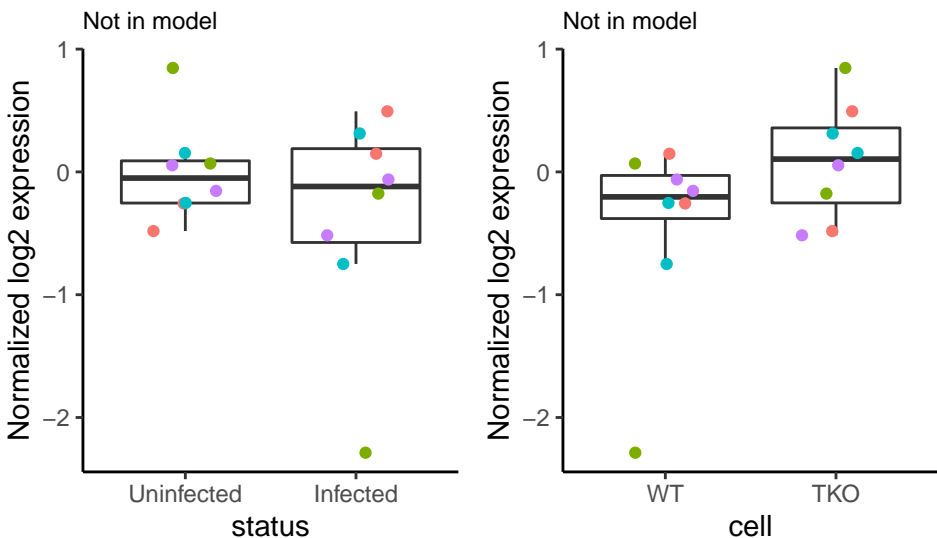 Not in model
Normalized log2 expression
1
0
−1
−2
Uninfected
Infected
status
Not in model
Normalized log2 expression
1
0
−1
−2
WT
TKO
cell